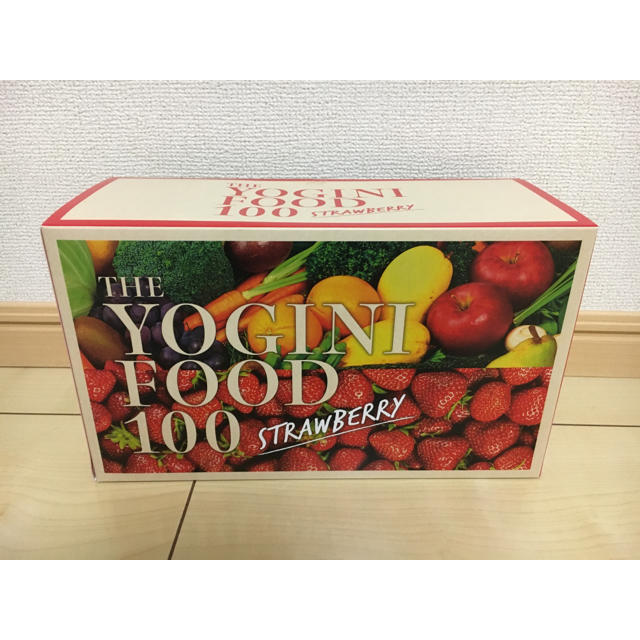 THE
YOGINI
FOOD
100 STRAWBERRY
THE
YOGINI
FOOD
100 STRAWBERRY